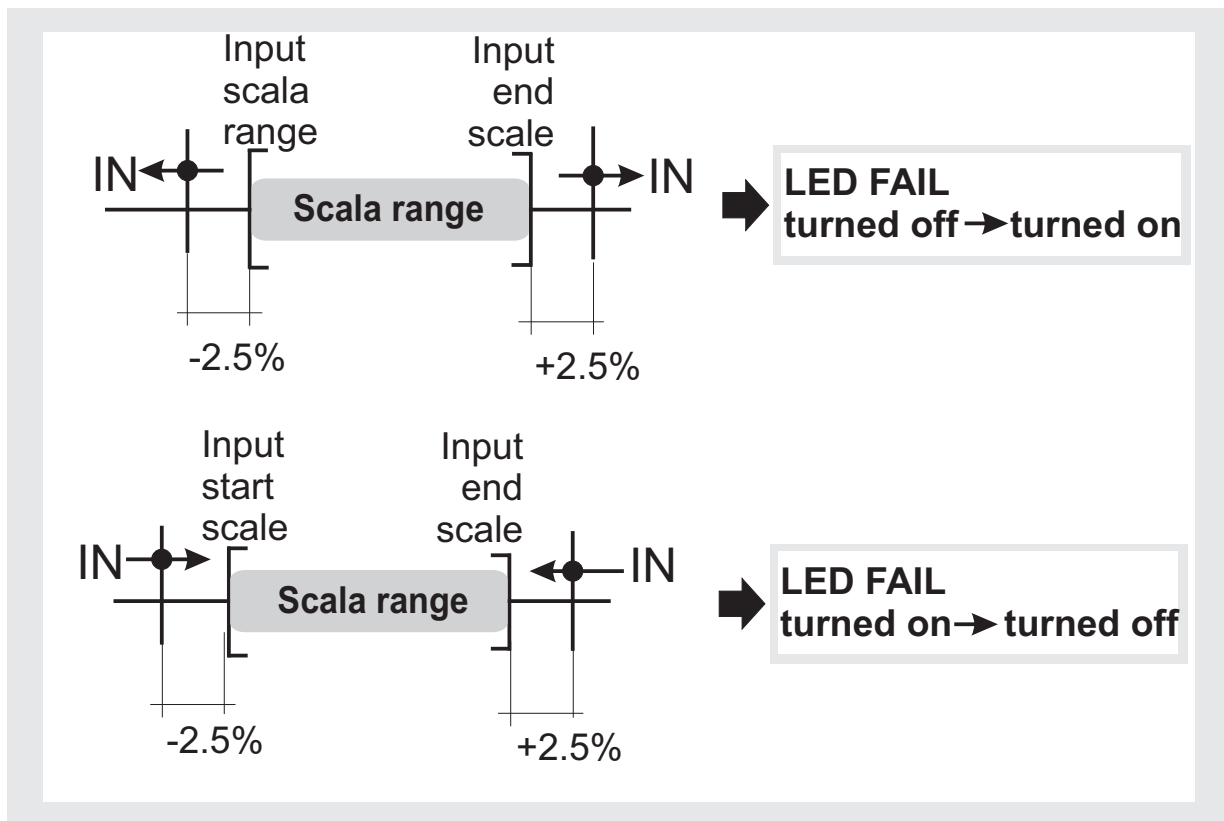 Input
scala
range
Input
end
scale
IN
IN
Scala range
-2.5%
+2.5%
LED FAIL
turned off turned on
Input
start
scale
Input
end
scale
IN
IN
Scala range
-2.5%
+2.5%
LED FAIL
turned on turned off